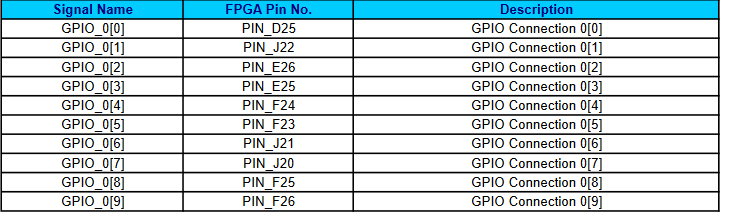 Signal Name FPGA Pin No. Description
GPIO_0[0] PIN_D25 GPIO Connection 0[0]
GPIO_0[1] PIN_J22 GPIO Connection 0[1]
GPIO_0[2] PIN_E26 GPIO Connection 0[2]
GPIO_0[3] PIN_E25 GPIO Connection 0[3]
GPIO_0[4] PIN_F24 GPIO Connection 0[4]
GPIO_0[5] PIN_F23 GPIO Connection 0[5]
GPIO_0[6] PIN_J21 GPIO Connection 0[6]
GPIO_0[7] PIN_J20 GPIO Connection 0[7]
GPIO_0[8] PIN_F25 GPIO Connection 0[8]
GPIO_0[9] PIN_F26 GPIO Connection 0[9]